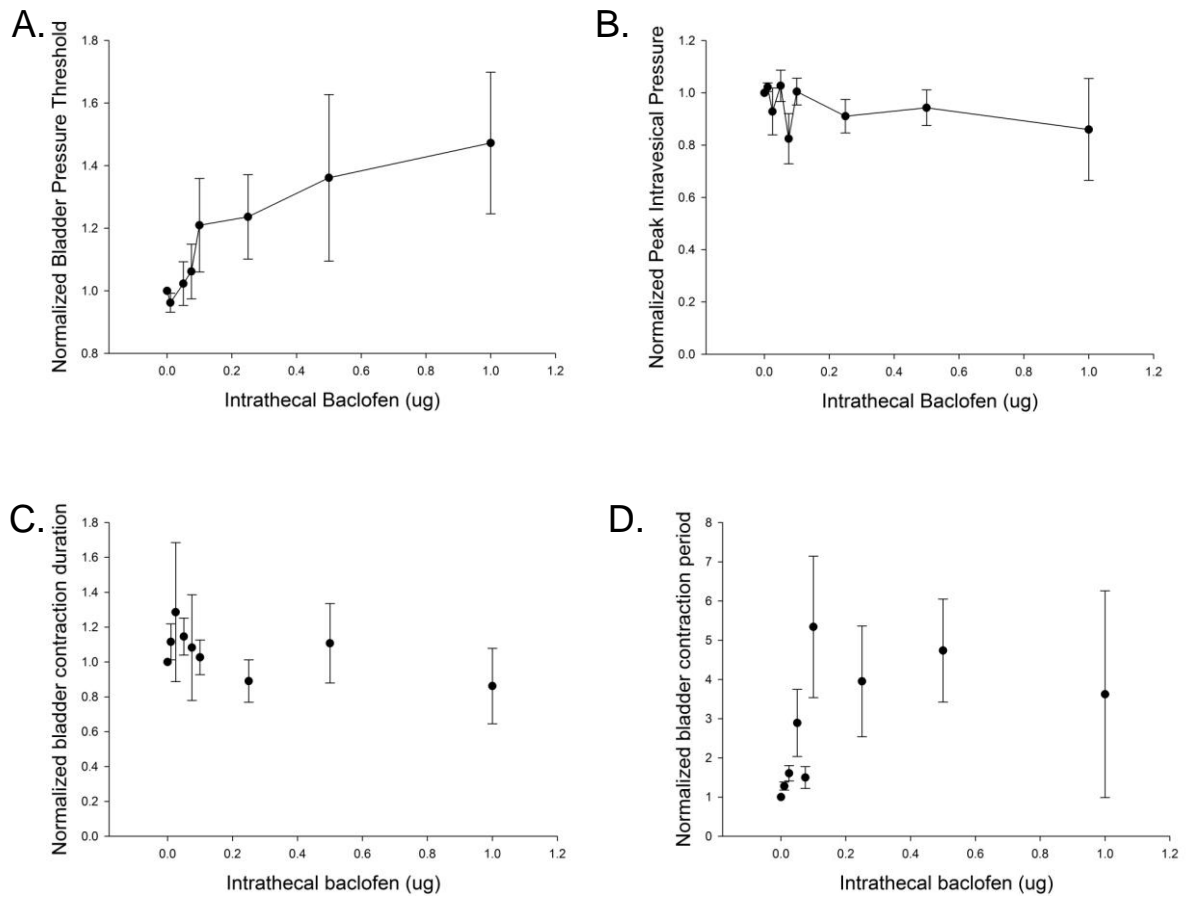 A.
Normalized Bladder Pressure Threshold
1.8
1.6
1.4
1.2
1.0
0.8
0.0 0.2 0.4 0.6 0.8 1.0 1.2
Intrathecal Baclofen (ug)
B.
Normalized Peak Intravesical Pressure
1.2
1.0
0.8
0.6
0.4
0.2
0.0
0.0 0.2 0.4 0.6 0.8 1.0 1.2
Intrathecal Baclofen (ug)
C.
Normalized bladder contraction duration
1.8
1.6
1.4
1.2
1.0
0.8
0.6
0.4
0.2
0.0
0.0 0.2 0.4 0.6 0.8 1.0 1.2
Intrathecal baclofen (ug)
D.
Normalized bladder contraction period
8
7
6
5
4
3
2
1
0
0.0 0.2 0.4 0.6 0.8 1.0 1.2
Intrathecal baclofen (ug)